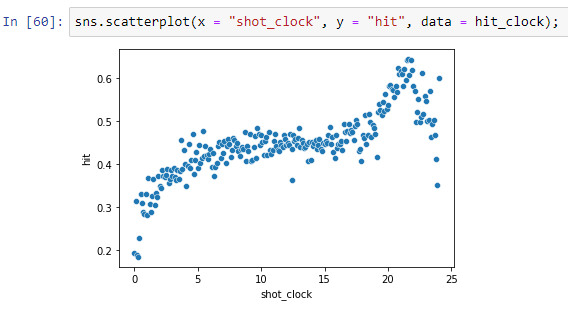 In [60]: sns.scatterplot(x = "shot_clock", y = "hit", data = hit_clock);
0.6
0.5
hit
0.4
0.3
0.2
0 5 10 15 20 25
shot_clock